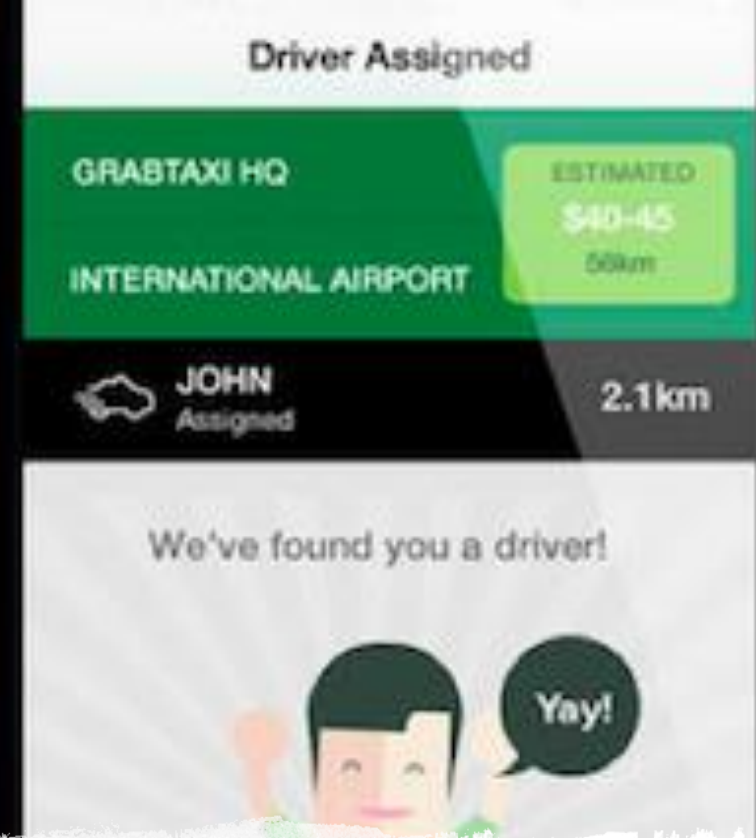 Driver Assigned
GRABTAXI HQ
ESTIMATED
$40-45
INTERNATIONAL AIRPORT
JOHN
Assigned
2.1km
We've found you a driver!
Yay!